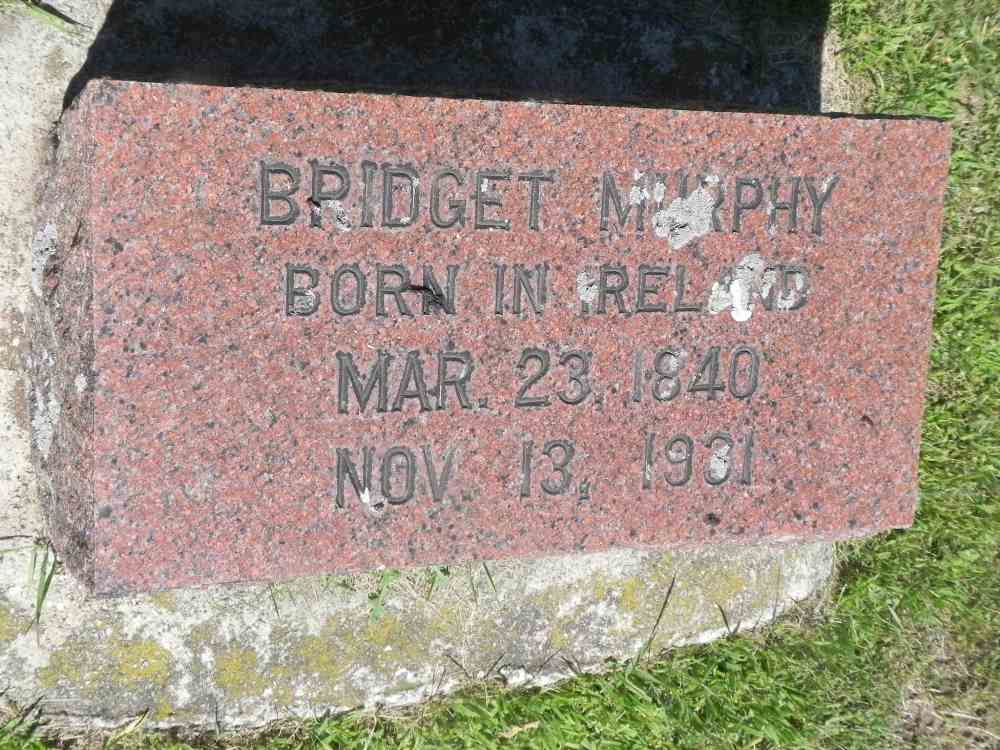 BRIDGET MURPHY
BORN IN IRELAND
MAR. 23, 1840
NOV. 13, 1931